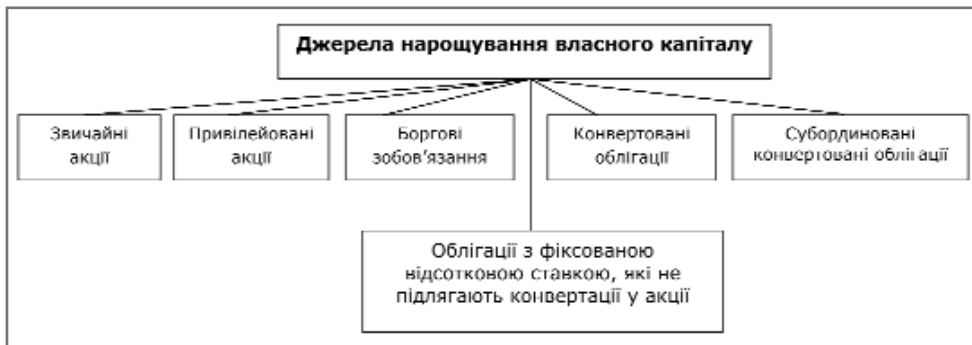 Джерела нарощування власного капіталу
Звичайні
акції
Привілейовані
акції
Боргові
зобов’язання
Конвертовані
облігації
Субординовані
конвертовані облігації
Облігації з фіксованою
відсотковою ставкою, які не
підлягають конвертації у акції